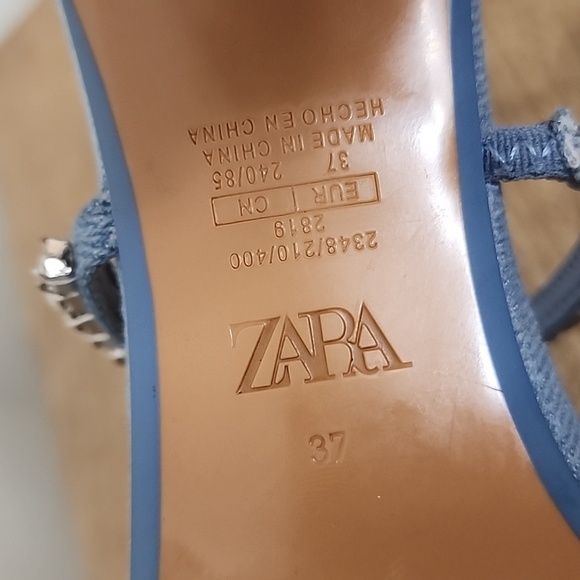 2348/210/400
2819
EUR CN
37 240/85
MADE IN CHINA
HECHO EN CHINA
ZARA
37